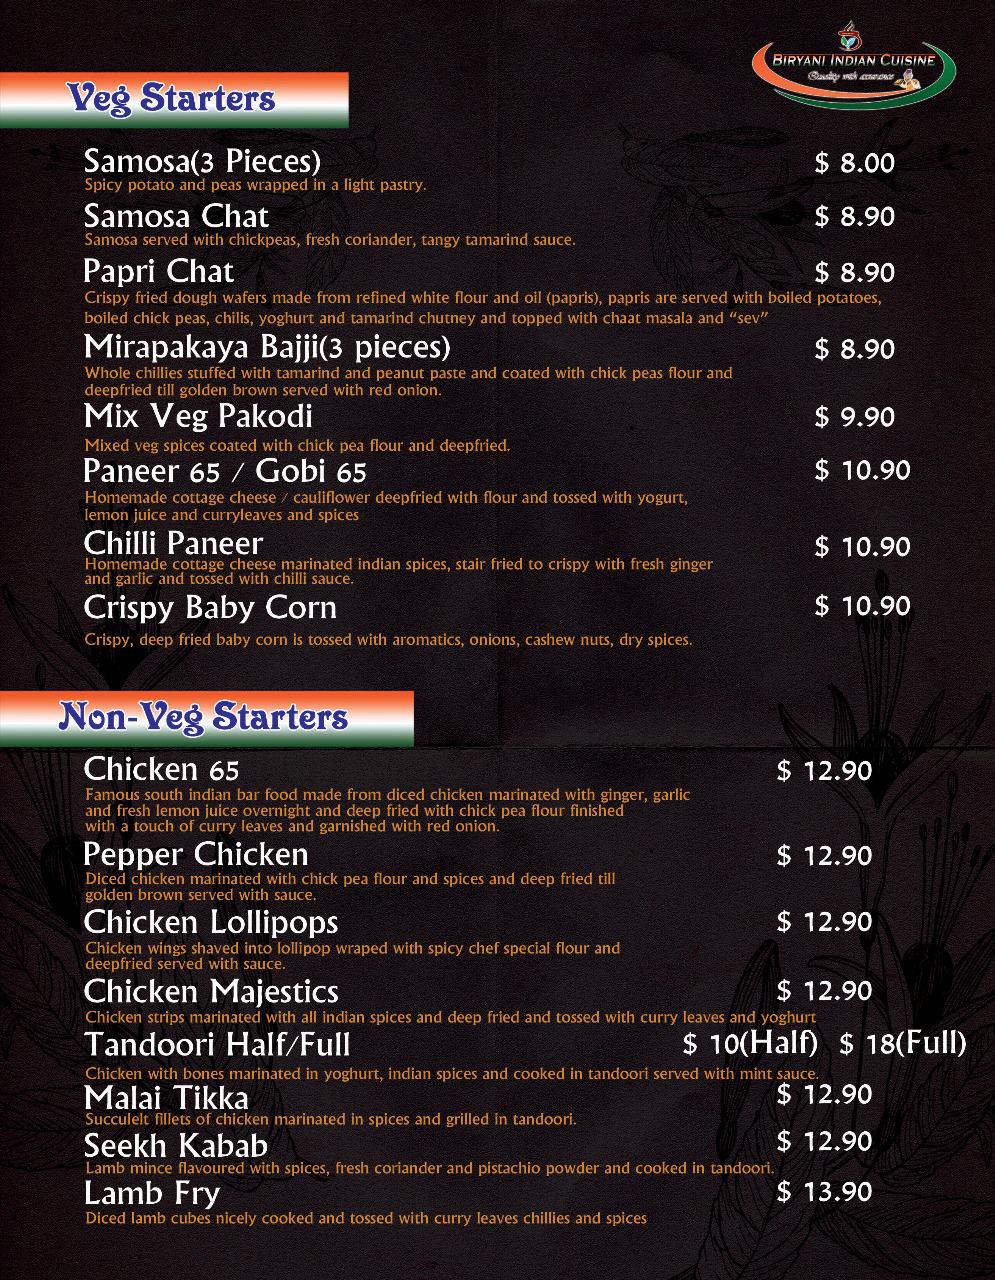 BIRYANI INDIAN CUISINE
Quality with assurance
Veg Starters
Samosa(3 Pieces) $ 8.00
Spicy potato and peas wrapped in a light pastry.
Samosa Chat $ 8.90
Samosa served with chickpeas, fresh coriander, tangy tamarind sauce.
Papri Chat $ 8.90
Crispy fried dough wafers made from refined white flour and oil (papris), papris are served with boiled potatoes,
boiled chick peas, chilis, yoghurt and tamarind chutney and topped with chaat masala and “sev”
Mirapakaya Bajji(3 pieces) $ 8.90
Whole chillies stuffed with tamarind and peanut paste and coated with chick peas flour and
deepfried till golden brown served with red onion.
Mix Veg Pakodi $ 9.90
Mixed veg spices coated with chick pea flour and deepfried.
Paneer 65 / Gobi 65 $ 10.90
Homemade cottage cheese / cauliflower deepfried with flour and tossed with yogurt,
lemon juice and curryleaves and spices
Chilli Paneer $ 10.90
Homemade cottage cheese marinated indian spices, stair fried to crispy with fresh ginger
and garlic and tossed with chilli sauce.
Crispy Baby Corn $ 10.90
Crispy, deep fried baby corn is tossed with aromatics, onions, cashew nuts, dry spices.
Non-Veg Starters
Chicken 65 $ 12.90
Famous south indian bar food made from diced chicken marinated with ginger, garlic
and fresh lemon juice overnight and deep fried with chick pea flour finished
with a touch of curry leaves and garnished with red onion.
Pepper Chicken $ 12.90
Diced chicken marinated with chick pea flour and spices and deep fried till
golden brown served with sauce.
Chicken Lollipops $ 12.90
Chicken wings shaved into lollipop wraped with spicy chef special flour and
deepfried served with sauce.
Chicken Majestics $ 12.90
Chicken strips marinated with all indian spices and deep fried and tossed with curry leaves and yoghurt
Tandoori Half/Full $ 10(Half) $ 18(Full)
Chicken with bones marinated in yoghurt, indian spices and cooked in tandoori served with mint sauce.
Malai Tikka $ 12.90
Succulelt fillets of chicken marinated in spices and grilled in tandoori.
Seekh Kabab $ 12.90
Lamb mince flavoured with spices, fresh coriander and pistachio powder and cooked in tandoori.
Lamb Fry $ 13.90
Diced lamb cubes nicely cooked and tossed with curry leaves chillies and spices